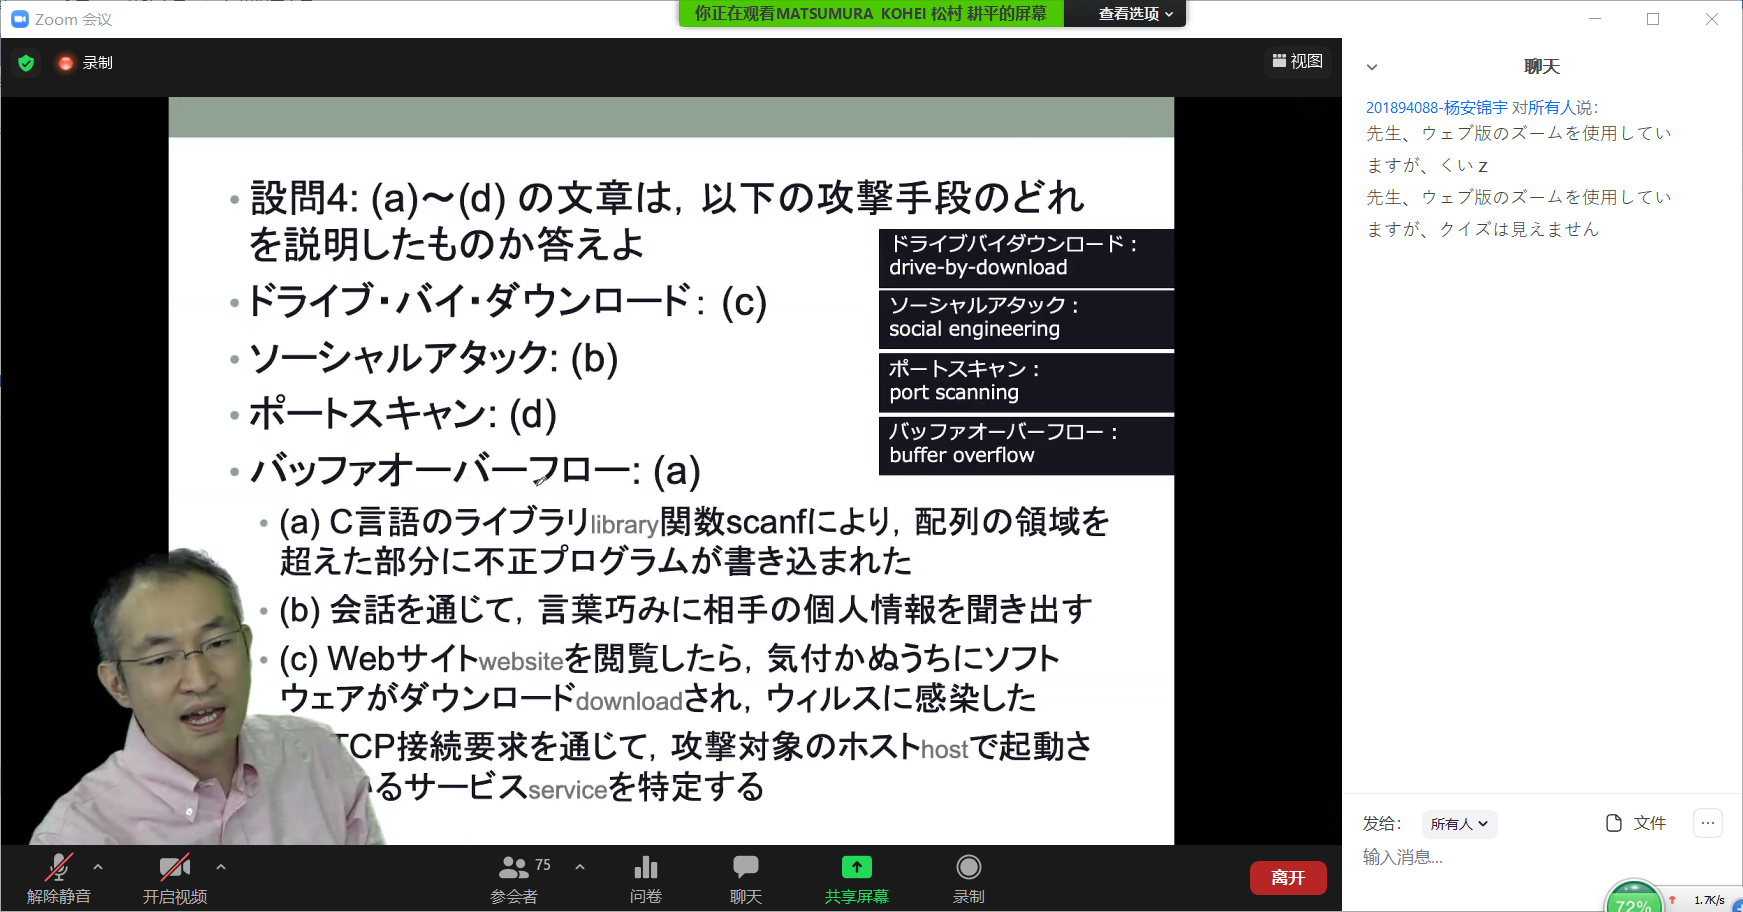 Zoom 会议
你正在观看MATSUMURA KOHEI 松村 耕平的屏幕
查看选项
录制
视图
聊天
201894088-杨安锦宇 对所有人说:
先生、ウェブ版のズームを使用してい
ますが、くいｚ
先生、ウェブ版のズームを使用してい
ますが、クイズは見えません
• 設問4: (a)～(d) の文章は，以下の攻撃手段のどれ
を説明したものか答えよ
ドライブバイダウンロード：
drive-by-download
ソーシャルアタック：
social engineering
ポートスキャン：
port scanning
バッファオーバーフロー：
buffer overflow
• ドライブ・バイ・ダウンロード： (c)
• ソーシャルアタック: (b)
• ポートスキャン: (d)
• バッファオーバーフロー: (a)
• (a) C言語のライブラリlibrary関数scanfにより，配列の領域を
超えた部分に不正プログラムが書き込まれた
• (b) 会話を通じて，言葉巧みに相手の個人情報を聞き出す
• (c) Webサイトwebsiteを閲覧したら，気付かぬうちにソフト
ウェアがダウンロードdownloadされ，ウィルスに感染した
TCP接続要求を通じて，攻撃対象のホストhostで起動さ
いるサービスserviceを特定する
发给: 所有人 文件
输入消息...
解除静音
开启视频
75
参会者
问卷
聊天
共享屏幕
录制
离开
72%
1.7K/s